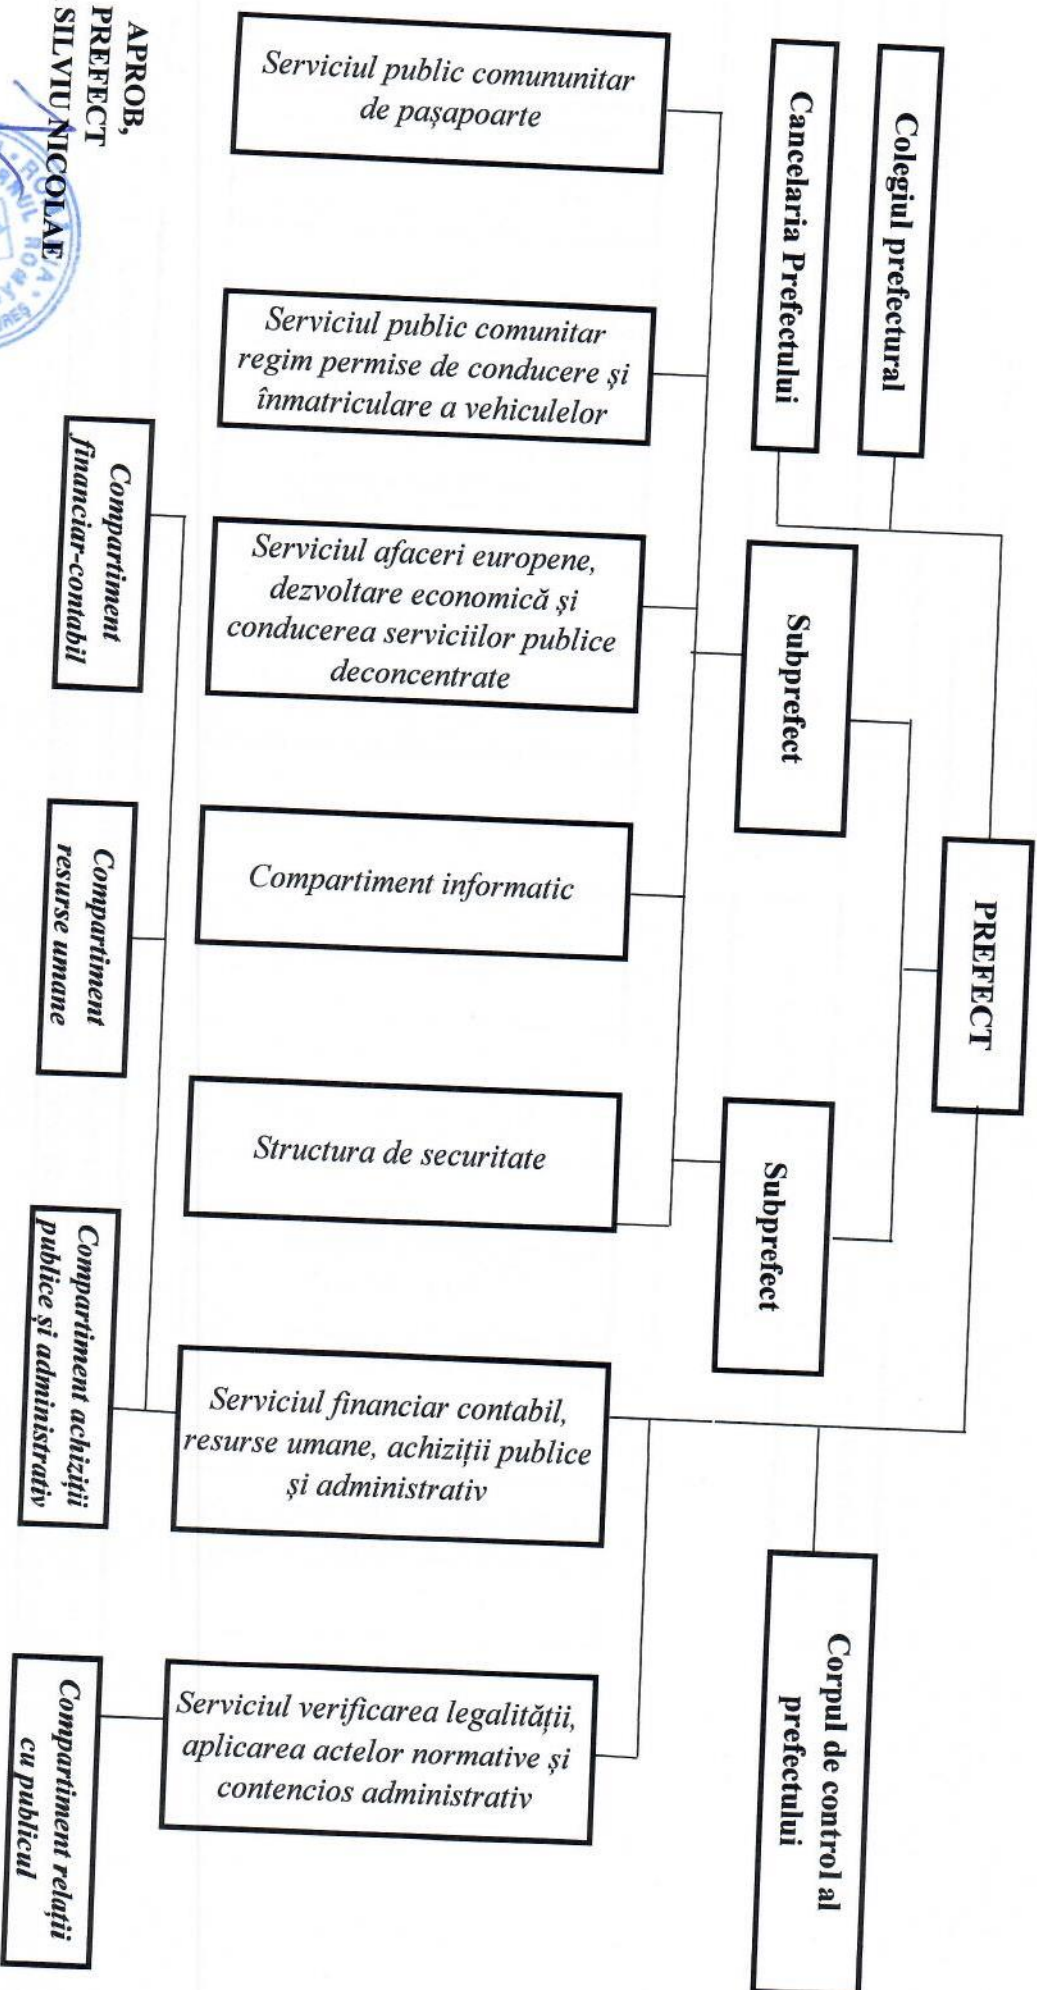 PREFECT
Colegiul prefectural
Cancelaria Prefectului
Subprefect
Subprefect
Corpul de control al
prefectului
Serviciul public comununitar
de pașapoarte
Serviciul public comunitar
regim permise de conducere și
înmatriculare a vehiculelor
Serviciul afaceri europene,
dezvoltare economică și
conducerea serviciilor publice
deconcentrate
Compartiment informatic
Structura de securitate
Serviciul financiar contabil,
resurse umane, achiziții publice
și administrativ
Serviciul verificarea legalității,
aplicarea actelor normative și
contencios administrativ
Compartiment
financiar-contabil
Compartiment
resurse umane
Compartiment achiziții
publice și administrativ
Compartiment relații
cu publicul
APROB,
PREFECT
SILVIU NICOLAE